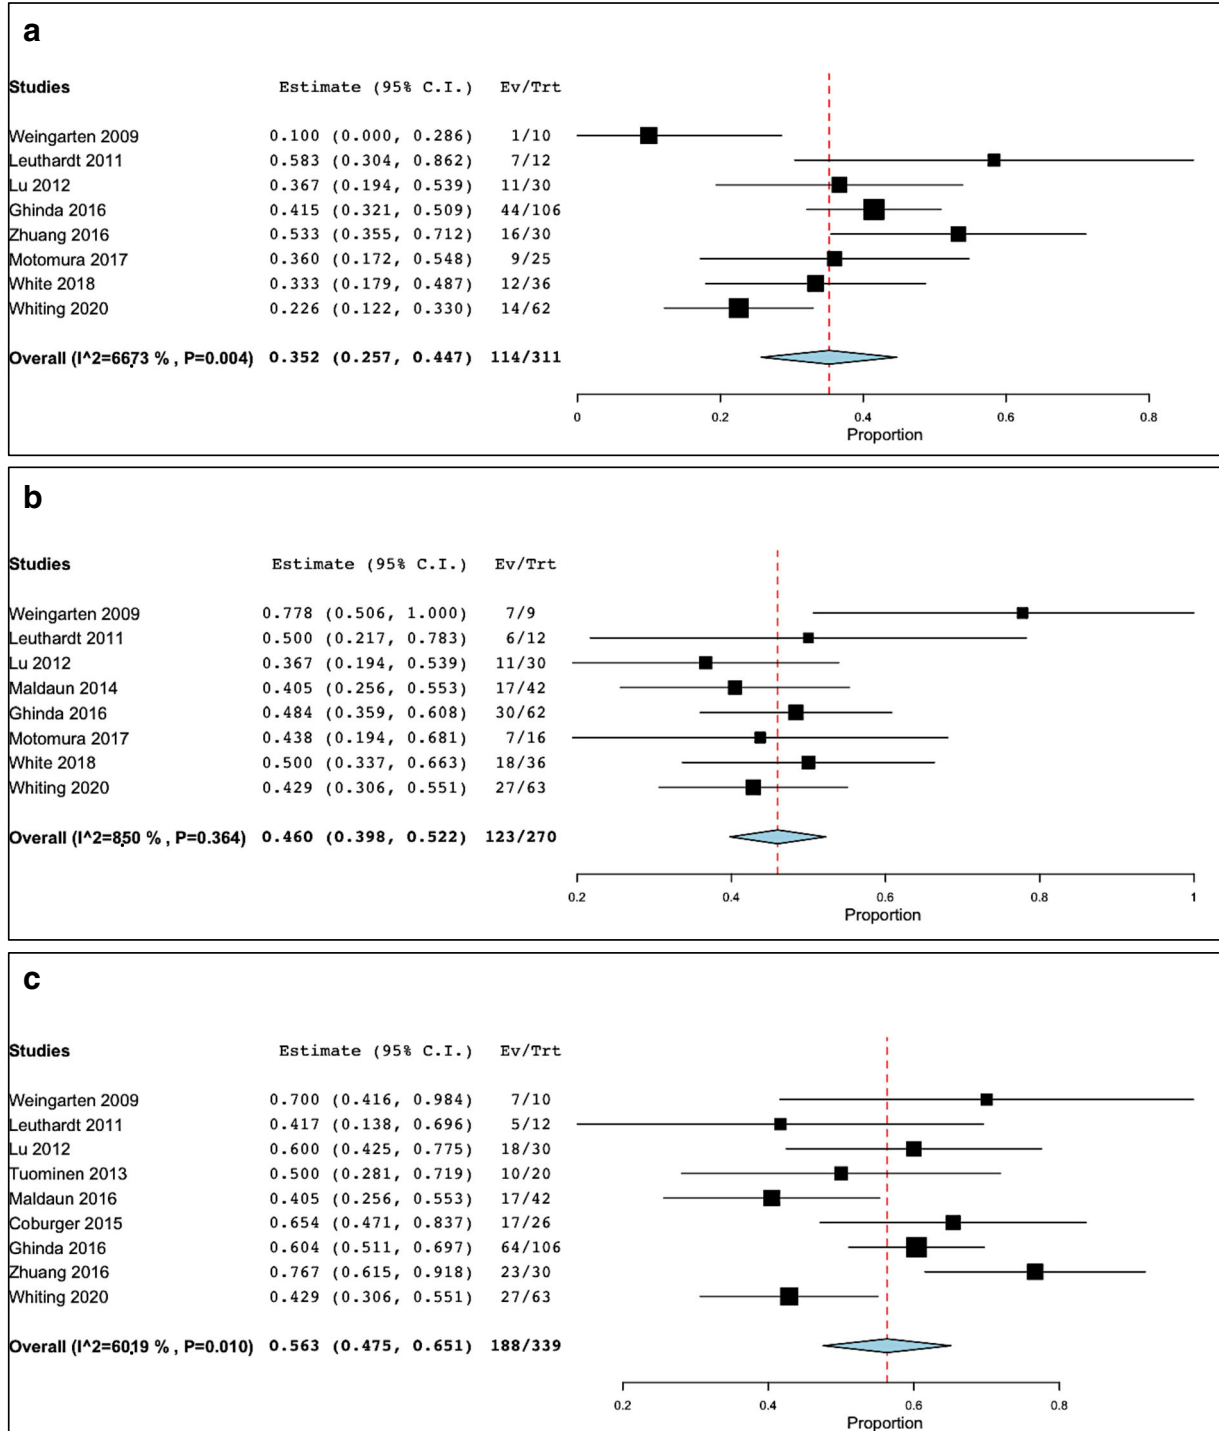 a
Studies Estimate (95% C.I.) Ev/Trt
Weingarten 2009 0.100 (0.000, 0.286) 1/10
Leuthardt 2011 0.583 (0.304, 0.862) 7/12
Lu 2012 0.367 (0.194, 0.539) 11/30
Ghinda 2016 0.415 (0.321, 0.509) 44/106
Zhuang 2016 0.533 (0.355, 0.712) 16/30
Motomura 2017 0.360 (0.172, 0.548) 9/25
White 2018 0.333 (0.179, 0.487) 12/36
Whiting 2020 0.226 (0.122, 0.330) 14/62
Overall (I^2=66.73 % , P=0.004) 0.352 (0.257, 0.447) 114/311
0 0.2 0.4 0.6 0.8
Proportion
b
Studies Estimate (95% C.I.) Ev/Trt
Weingarten 2009 0.778 (0.506, 1.000) 7/9
Leuthardt 2011 0.500 (0.217, 0.783) 6/12
Lu 2012 0.367 (0.194, 0.539) 11/30
Maldaun 2014 0.405 (0.256, 0.553) 17/42
Ghinda 2016 0.484 (0.359, 0.608) 30/62
Motomura 2017 0.438 (0.194, 0.681) 7/16
White 2018 0.500 (0.337, 0.663) 18/36
Whiting 2020 0.429 (0.306, 0.551) 27/63
Overall (I^2=8.50 % , P=0.364) 0.460 (0.398, 0.522) 123/270
0.2 0.4 0.6 0.8 1
Proportion
c
Studies Estimate (95% C.I.) Ev/Trt
Weingarten 2009 0.700 (0.416, 0.984) 7/10
Leuthardt 2011 0.417 (0.138, 0.696) 5/12
Lu 2012 0.600 (0.425, 0.775) 18/30
Tuominen 2013 0.500 (0.281, 0.719) 10/20
Maldaun 2016 0.405 (0.256, 0.553) 17/42
Coburger 2015 0.654 (0.471, 0.837) 17/26
Ghinda 2016 0.604 (0.511, 0.697) 64/106
Zhuang 2016 0.767 (0.615, 0.918) 23/30
Whiting 2020 0.429 (0.306, 0.551) 27/63
Overall (I^2=60.19 % , P=0.010) 0.563 (0.475, 0.651) 188/339
0.2 0.4 0.6 0.8
Proportion